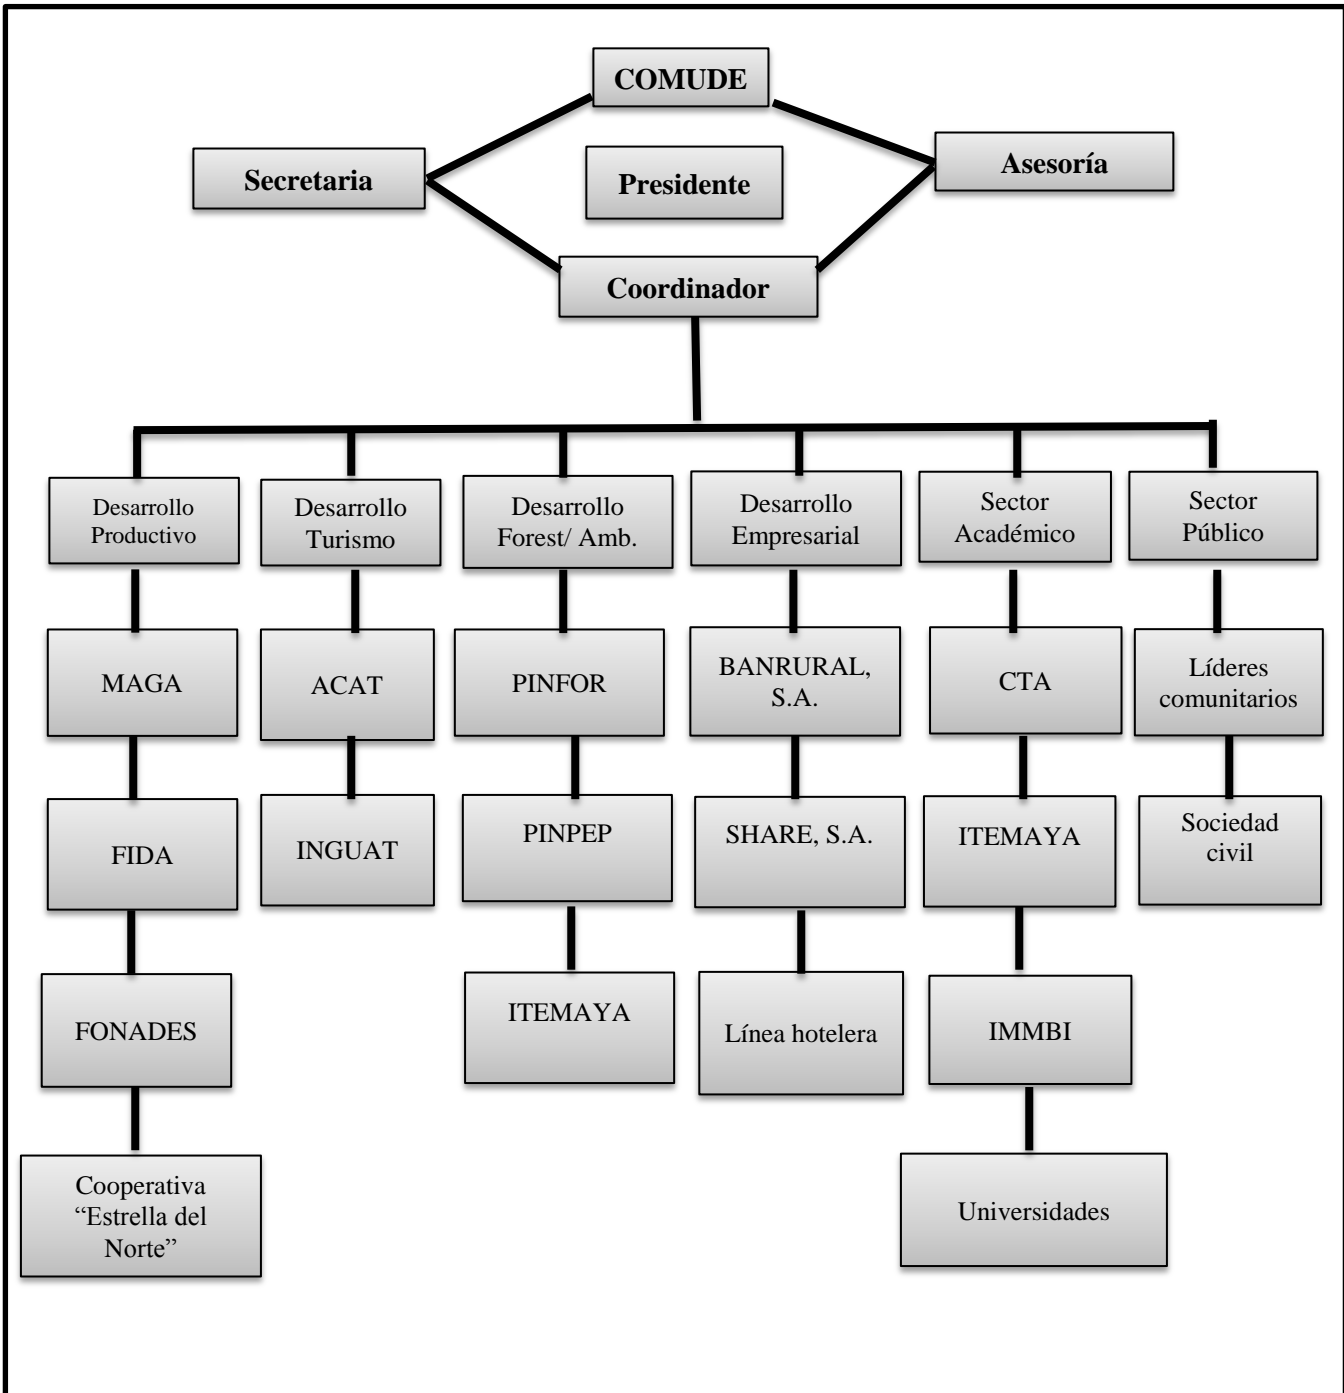 COMUDE
Secretaria
Presidente
Asesoría
Coordinador
Desarrollo
Productivo
Desarrollo
Turismo
Desarrollo
Forest/ Amb.
Desarrollo
Empresarial
Sector
Académico
Sector
Público
MAGA
ACAT
PINFOR
BANRURAL,
S.A.
CTA
Líderes
comunitarios
FIDA
INGUAT
PINPEP
SHARE, S.A.
ITEMAYA
Sociedad
civil
FONADES
ITEMAYA
Línea hotelera
IMMBI
Cooperativa
“Estrella del
Norte”
Universidades